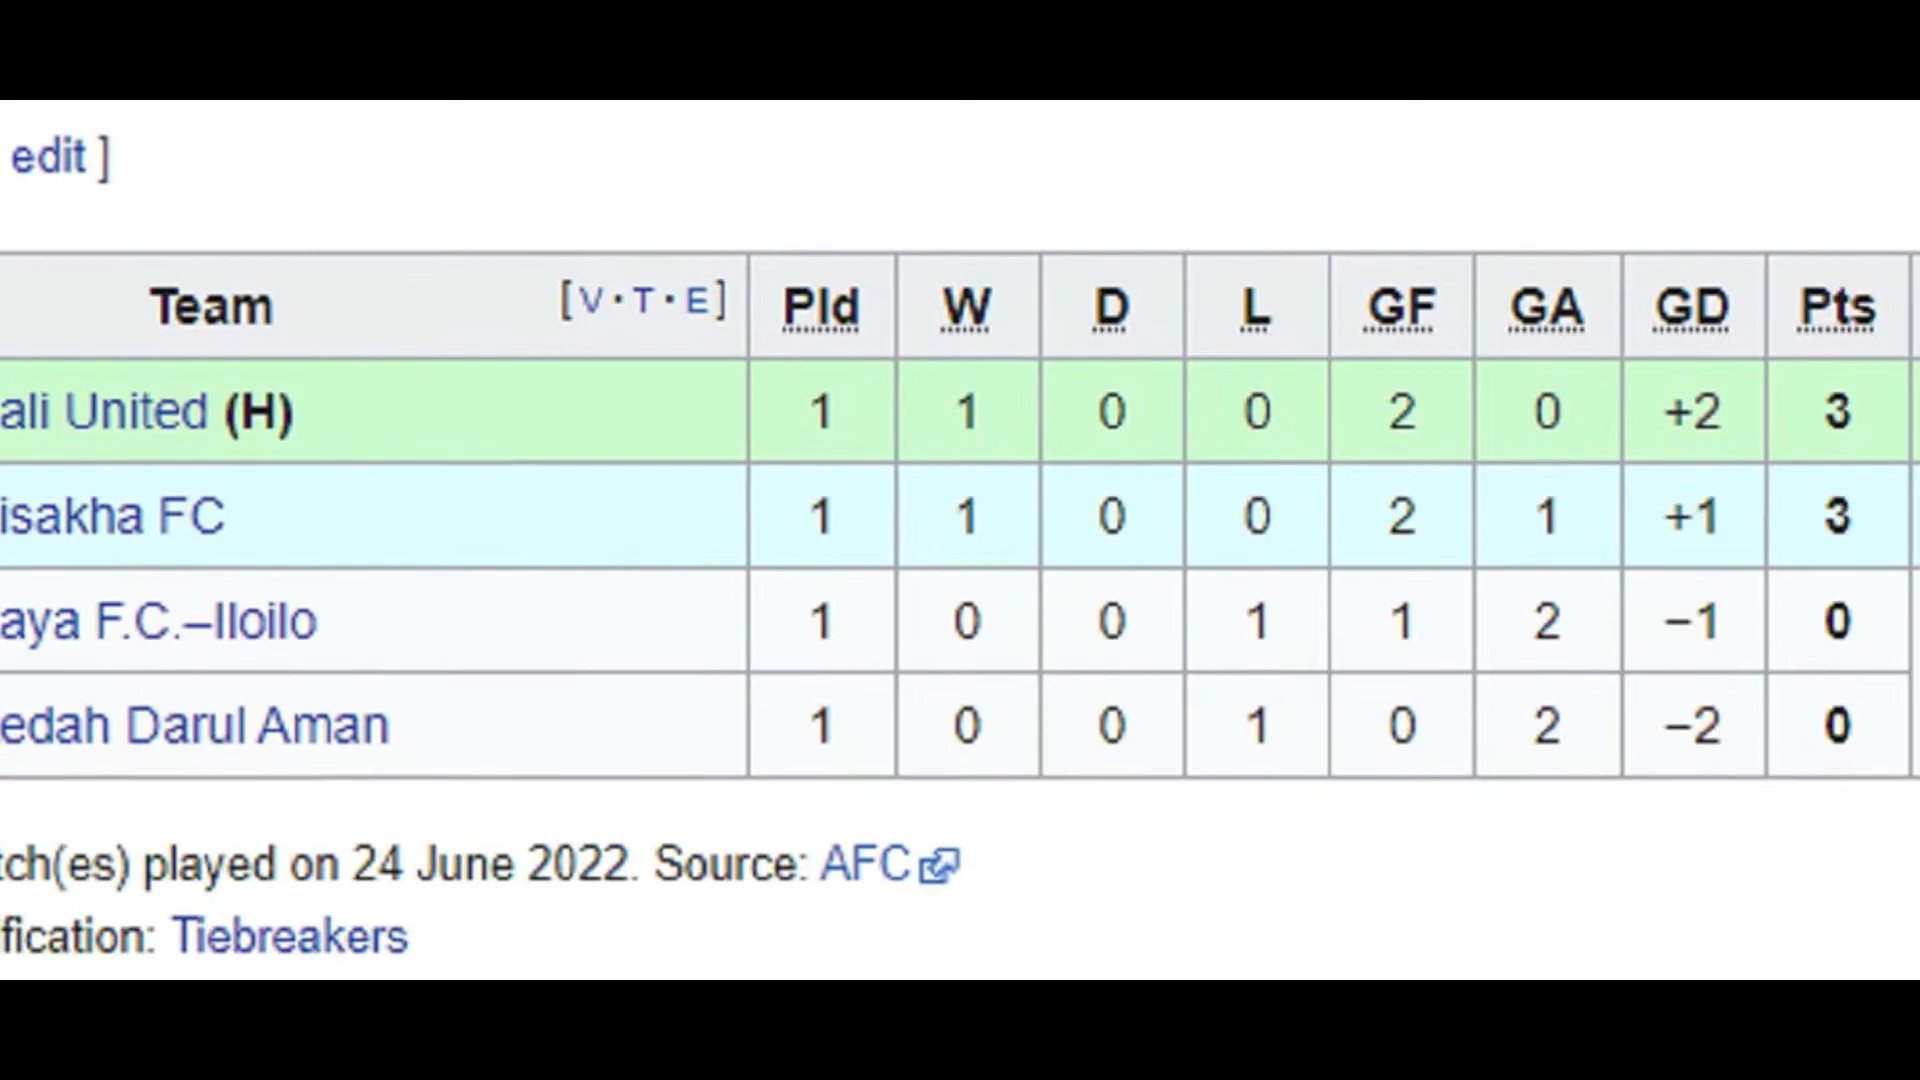 edit ]
Team [V·T·E] Pld W D L GF GA GD Pts
ali United (H) 1 1 0 0 2 0 +2 3
isakha FC 1 1 0 0 2 1 +1 3
aya F.C.–Iloilo 1 0 0 1 1 2 −1 0
edah Darul Aman 1 0 0 1 0 2 −2 0
tch(es) played on 24 June 2022. Source: AFC
fication: Tiebreakers